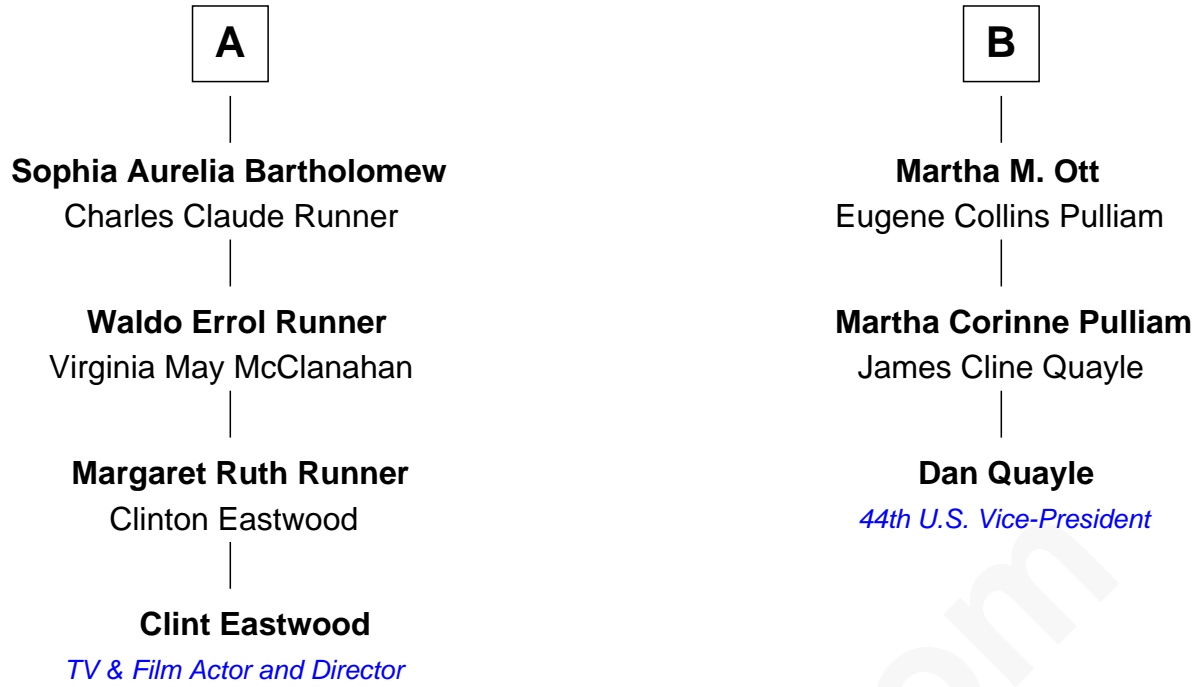 A
Sophia Aurelia Bartholomew
Charles Claude Runner
Waldo Errol Runner
Virginia May McClanahan
Margaret Ruth Runner
Clinton Eastwood
Clint Eastwood
TV & Film Actor and Director
B
Martha M. Ott
Eugene Collins Pulliam
Martha Corinne Pulliam
James Cline Quayle
Dan Quayle
44th U.S. Vice-President
om